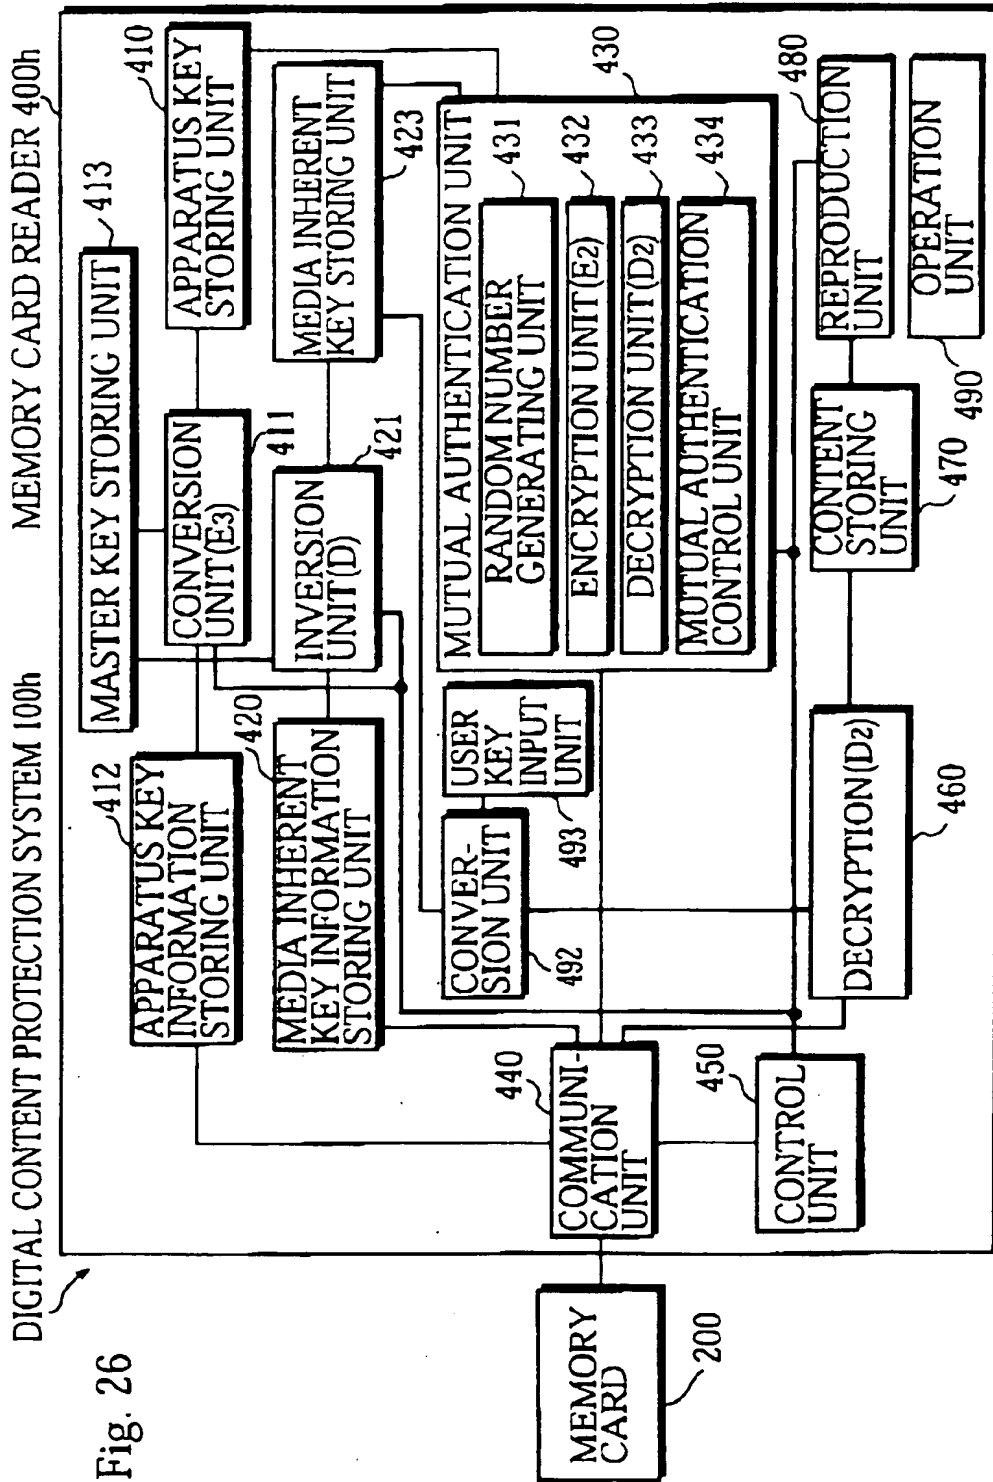 Fig. 26
DIGITAL CONTENT PROTECTION SYSTEM 100h
MEMORY CARD READER 400h
MEMORY
CARD
200
413
MASTER KEY STORING UNIT
412
APPARATUS KEY
INFORMATION
STORING UNIT
CONVERSION
UNIT(E3)
411
410
APPARATUS KEY
STORING UNIT
420
MEDIA INHERENT
KEY INFORMATION
STORING UNIT
INVERSION
UNIT(D)
421
MEDIA INHERENT
KEY STORING UNIT
423
CONVER-
SION UNIT
492
USER
KEY
INPUT
UNIT
493
430
MUTUAL AUTHENTICATION UNIT
RANDOM NUMBER
GENERATING UNIT
431
ENCRYPTION UNIT(E2)
432
DECRYPTION UNIT(D2)
433
MUTUAL AUTHENTICATION
CONTROL UNIT
434
440
COMMUNI-
CATION
UNIT
450
CONTROL
UNIT
DECRYPTION(D2)
460
CONTENT
STORING
UNIT
470
480
REPRODUCTION
UNIT
490
OPERATION
UNIT